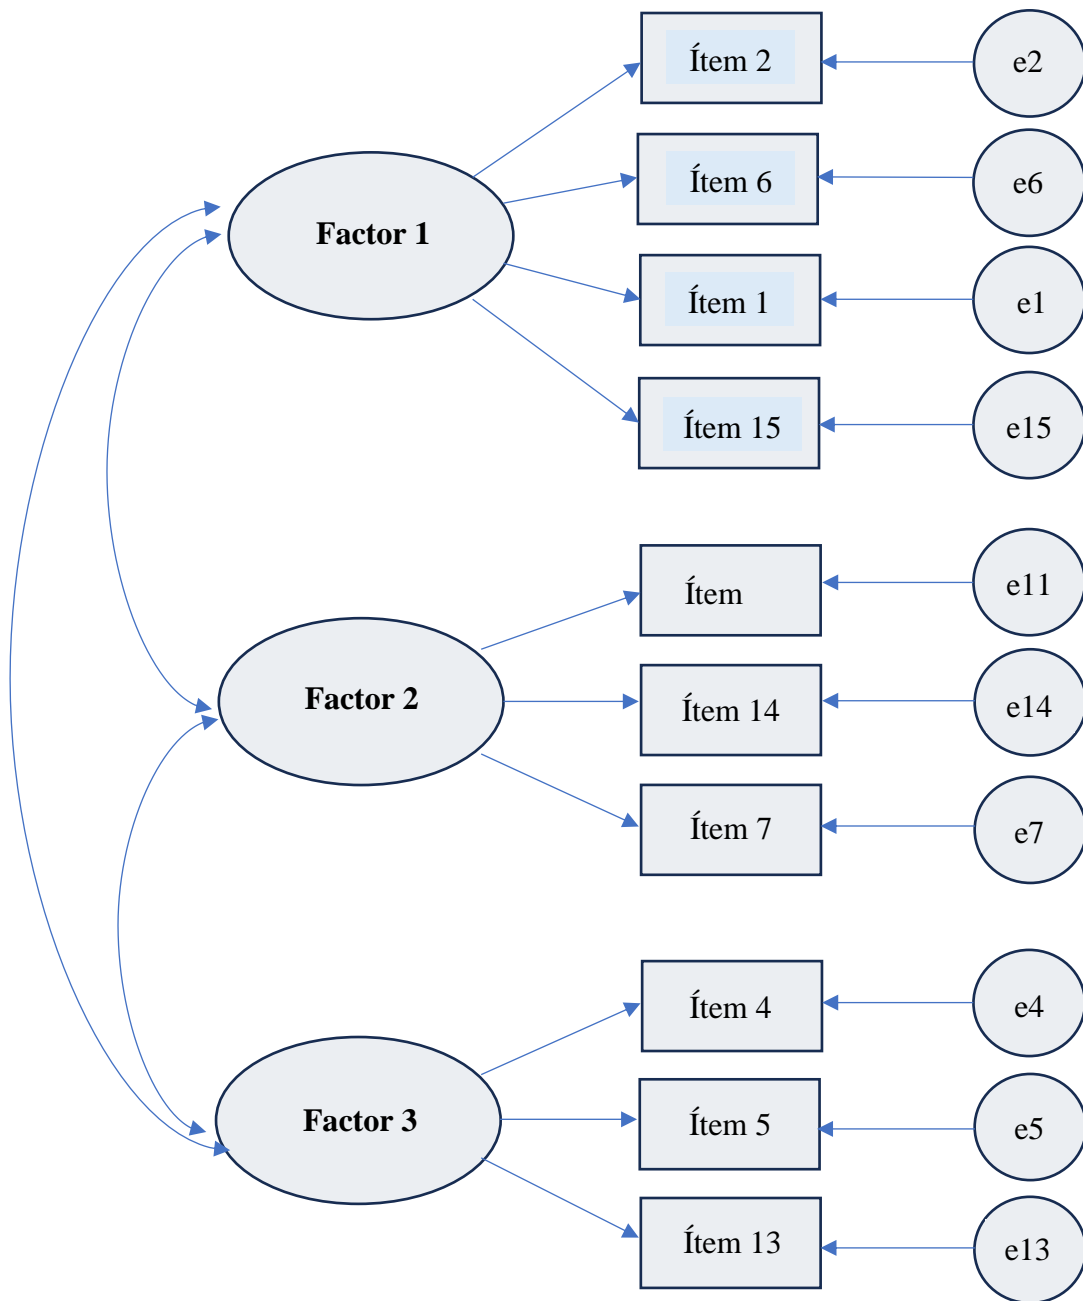 Ítem 2
e2
Ítem 6
e6
Factor 1
Ítem 1
e1
Ítem 15
e15
Ítem
e11
Factor 2
Ítem 14
e14
Ítem 7
e7
Ítem 4
e4
Factor 3
Ítem 5
e5
Ítem 13
e13